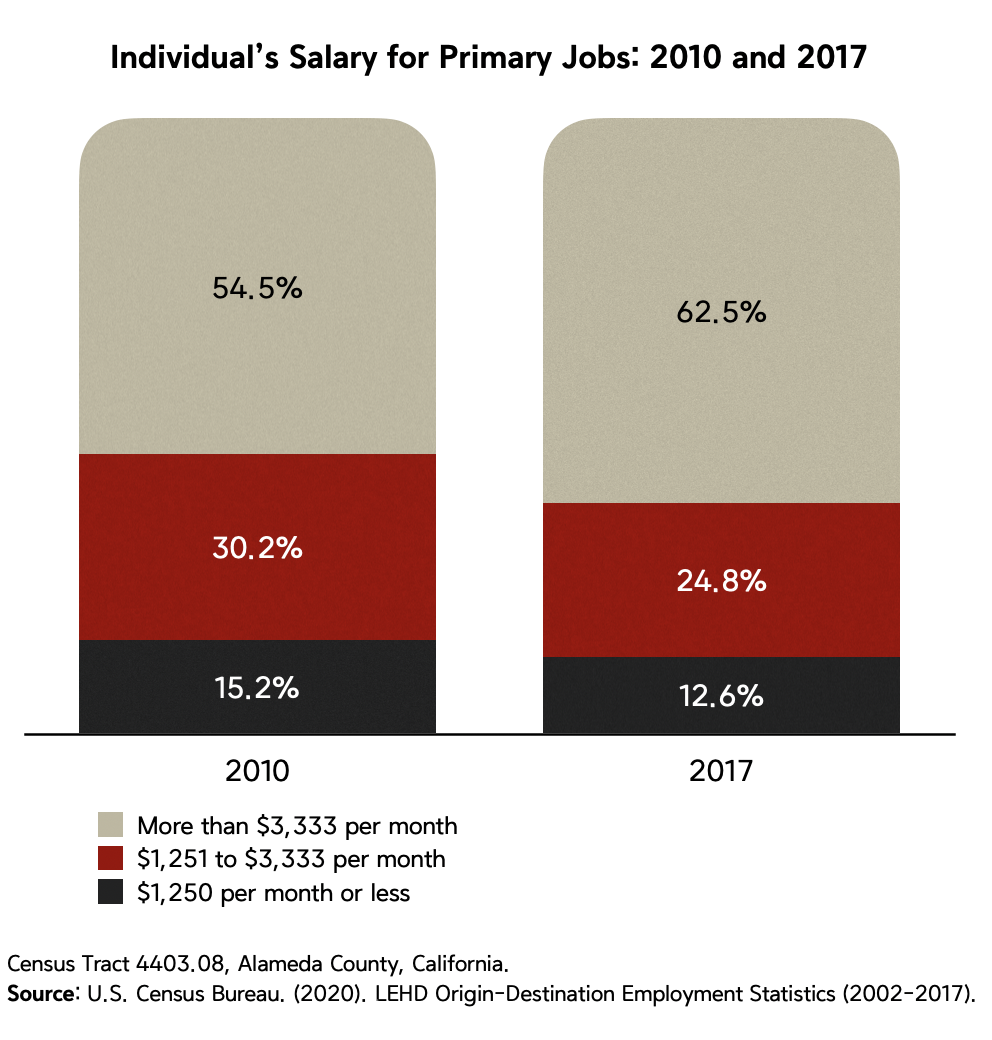 Individual’s Salary for Primary Jobs: 2010 and 2017
54.5%
62.5%
30.2%
24.8%
15.2%
12.6%
2010
2017
More than $3,333 per month
$1,251 to $3,333 per month
$1,250 per month or less
Census Tract 4403.08, Alameda County, California.
Source: U.S. Census Bureau. (2020). LEHD Origin-Destination Employment Statistics (2002-2017).